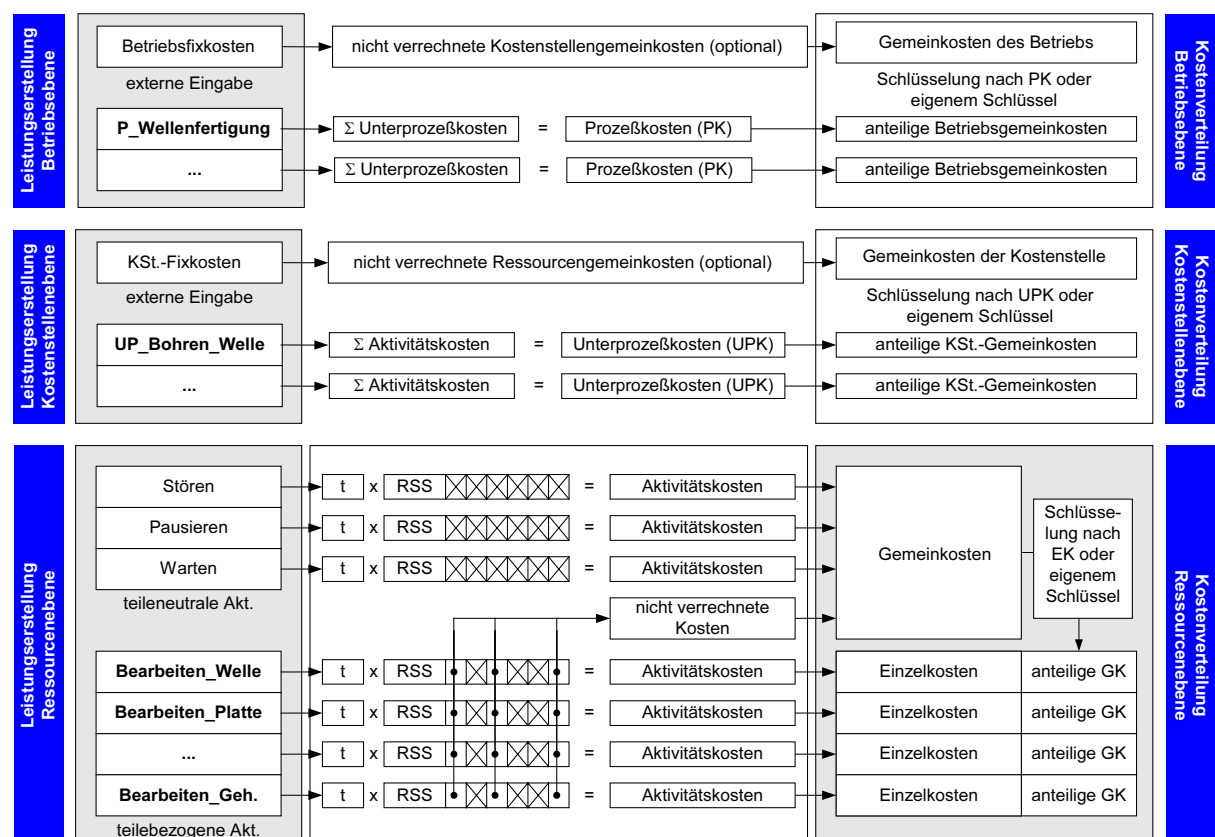 Leistungserstellung
Betriebsebene
Betriebsfixkosten
nicht verrechnete Kostenstellengemeinkosten (optional)
Gemeinkosten des Betriebs
externe Eingabe
Schlüsselung nach PK oder
eigenem Schlüssel
P_Wellenfertigung
Σ Unterprozeßkosten
=
Prozeßkosten (PK)
anteilige Betriebsgemeinkosten
...
Σ Unterprozeßkosten
=
Prozeßkosten (PK)
anteilige Betriebsgemeinkosten
Kostenverteilung
Betriebsebene
Leistungserstellung
Kostenstellenebene
KSt.-Fixkosten
nicht verrechnete Ressourcengemeinkosten (optional)
Gemeinkosten der Kostenstelle
externe Eingabe
Schlüsselung nach UPK oder
eigenem Schlüssel
UP_Bohren_Welle
Σ Aktivitätskosten
=
Unterprozeßkosten (UPK)
anteilige KSt.-Gemeinkosten
...
Σ Aktivitätskosten
=
Unterprozeßkosten (UPK)
anteilige KSt.-Gemeinkosten
Kostenverteilung
Kostenstellenebene
Leistungserstellung
Ressourcenebene
Stören
t x RSS = Aktivitätskosten
Pausieren
t x RSS = Aktivitätskosten
Warten
t x RSS = Aktivitätskosten
teileneutrale Akt.
nicht verrechnete
Kosten
Gemeinkosten
Schlüsse-
lung nach
EK oder
eigenem
Schlüssel
Bearbeiten_Welle
t x RSS = Aktivitätskosten
Einzelkosten
anteilige GK
Bearbeiten_Platte
t x RSS = Aktivitätskosten
Einzelkosten
anteilige GK
...
t x RSS = Aktivitätskosten
Einzelkosten
anteilige GK
Bearbeiten_Geh.
t x RSS = Aktivitätskosten
Einzelkosten
anteilige GK
teilebezogene Akt.
Kostenverteilung
Ressourcenebene